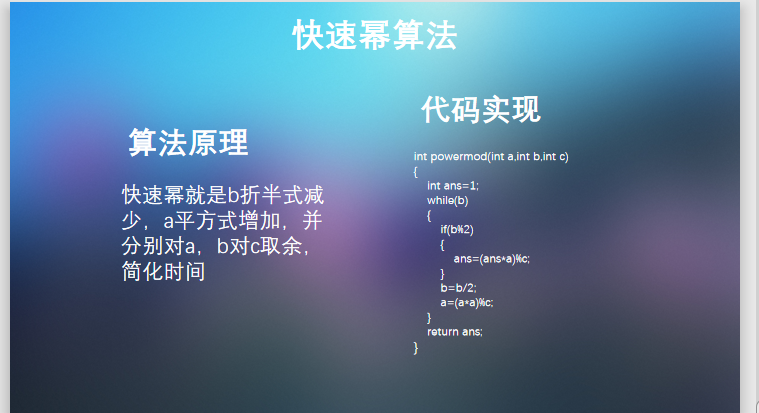 快速幂算法
算法原理
快速幂就是b折半式减
少，a平方式增加，并
分别对a，b对c取余，
简化时间
代码实现
int powermod(int a,int b,int c)
{
int ans=1;
while(b)
{
if(b%2)
{
ans=(ans*a)%c;
}
b=b/2;
a=(a*a)%c;
}
return ans;
}